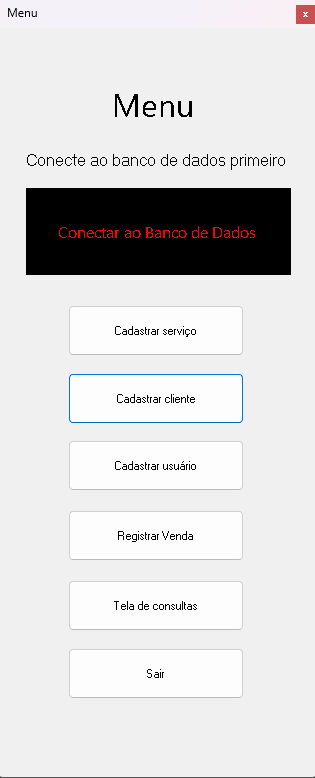 Menu
x
Menu
Conecte ao banco de dados primeiro
Conectar ao Banco de Dados
Cadastrar serviço
Cadastrar cliente
Cadastrar usuário
Registrar Venda
Tela de consultas
Sair